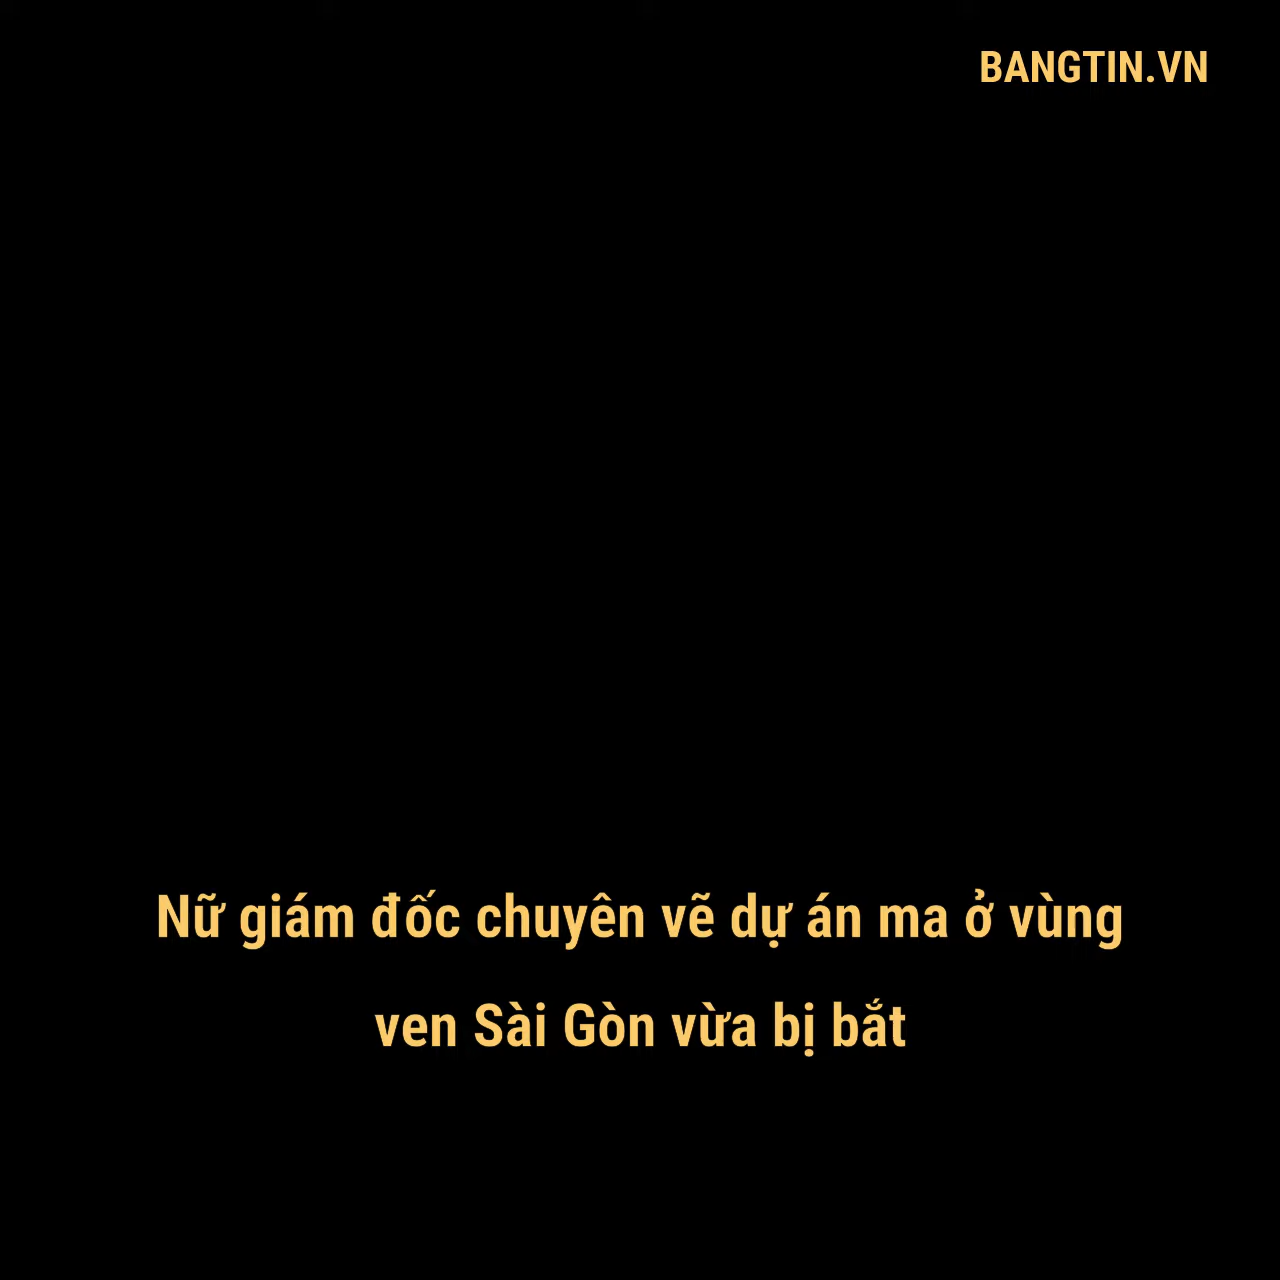 BANGTIN.VN
Nữ giám đốc chuyên vẽ dự án ma ở vùng
ven Sài Gòn vừa bị bắt